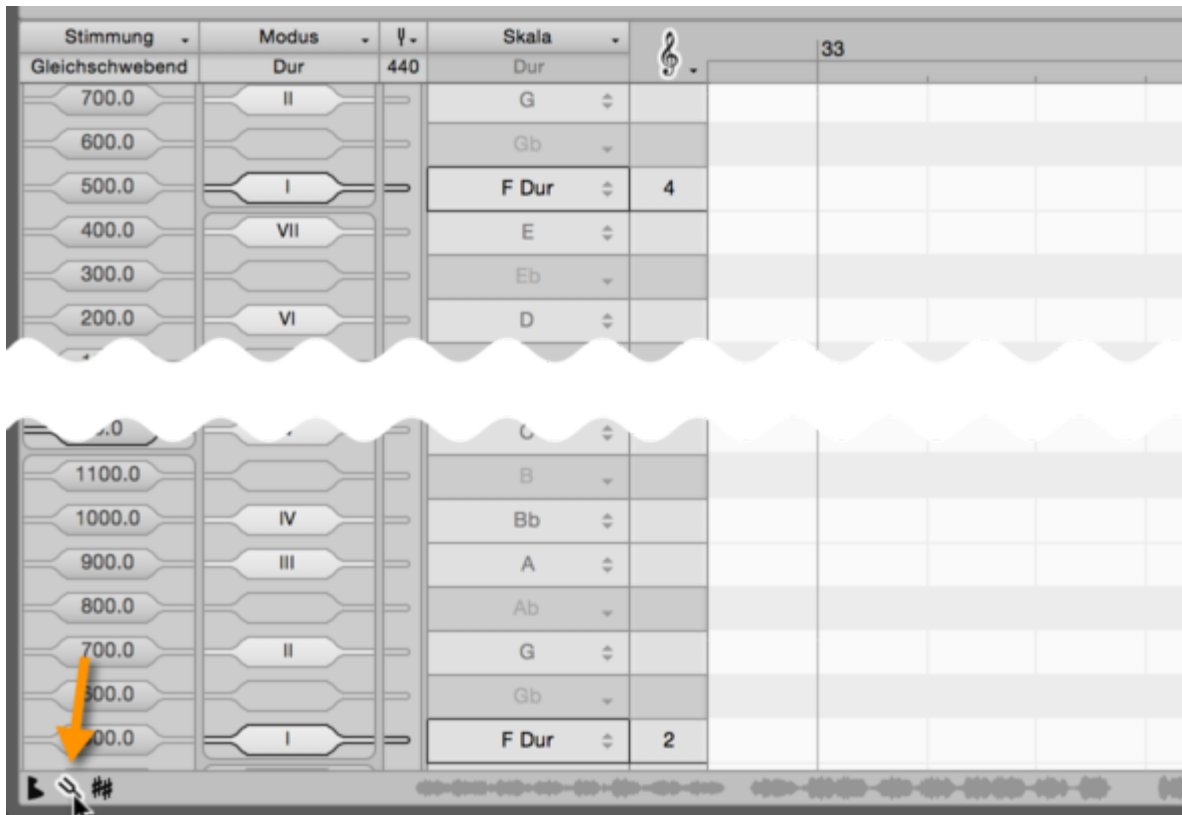 Stimmung Modus Skala
Gleichschwebend Dur 440 Dur 33
700.0 II G
600.0 Gb
500.0 I F Dur 4
400.0 VII E
300.0 Eb
200.0 VI D
1100.0 B
1000.0 IV Bb
900.0 III A
800.0 Ab
700.0 II G
600.0 Gb
I F Dur 2